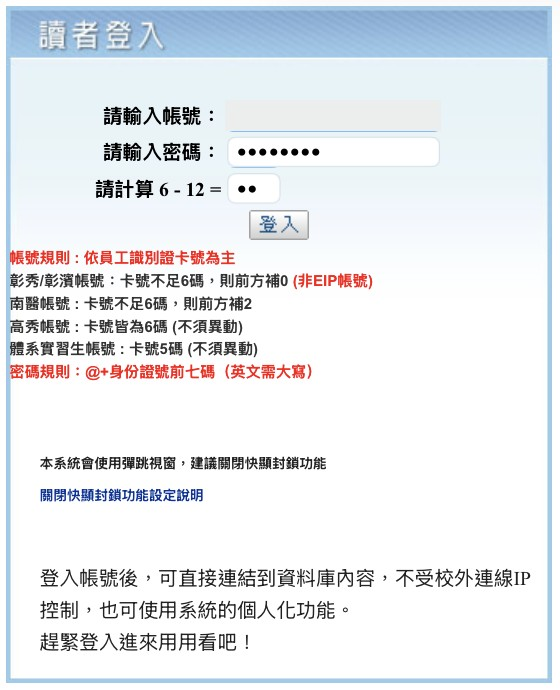 讀者登入
請輸入帳號：
請輸入密碼： ••••••••
請計算 6 - 12 = ••
登入
帳號規則 : 依員工識別證卡號為主
彰秀/彰濱帳號：卡號不足6碼，則前方補0 (非EIP帳號)
南醫帳號 : 卡號不足6碼，則前方補2
高秀帳號 : 卡號皆為6碼 (不須異動)
體系實習生帳號 : 卡號5碼 (不須異動)
密碼規則：@+身份證號前七碼（英文需大寫）
本系統會使用彈跳視窗，建議關閉快顯封鎖功能
關閉快顯封鎖功能設定說明
登入帳號後，可直接連結到資料庫內容，不受校外連線IP
控制，也可使用系統的個人化功能。
趕緊登入進來用用看吧！